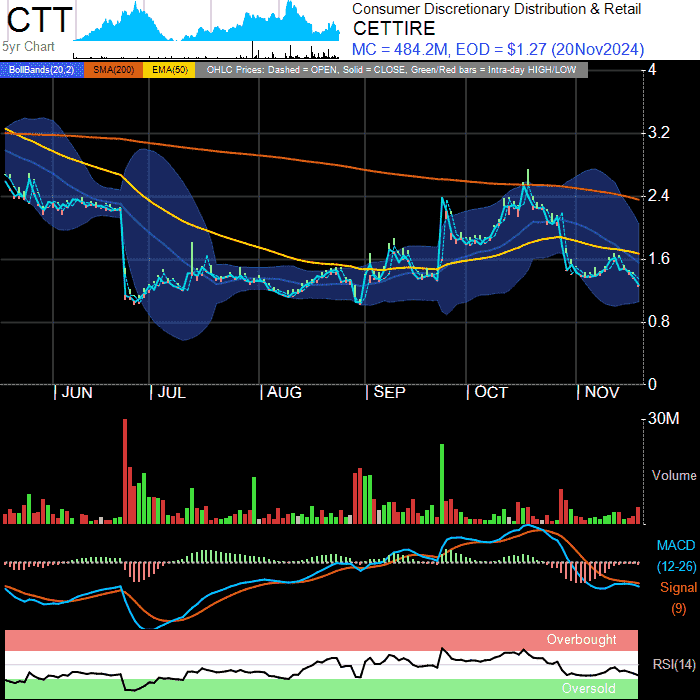 CTT
5yr Chart
Consumer Discretionary Distribution & Retail
CETTIRE
MC = 484.2M, EOD = $1.27 (20Nov2024)
BollBands(20,2) SMA(200) EMA(50) OHLC Prices: Dashed = OPEN, Solid = CLOSE, Green/Red bars = Intra-day HIGH/LOW
4
3.2
2.4
1.6
0.8
0
| JUN | JUL | AUG | SEP | OCT | NOV
30M
Volume
MACD
(12-26)
Signal
(9)
Overbought
RSI(14)
Oversold